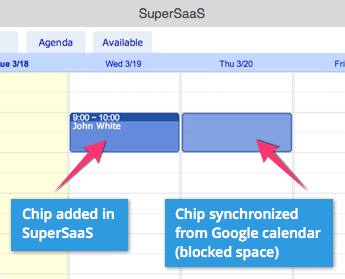 SuperSaaS
Agenda Available
ue 3/18 Wed 3/19 Thu 3/20 Fri
9:00 – 10:00
John White
Chip added in
SuperSaaS
Chip synchronized
from Google calendar
(blocked space)